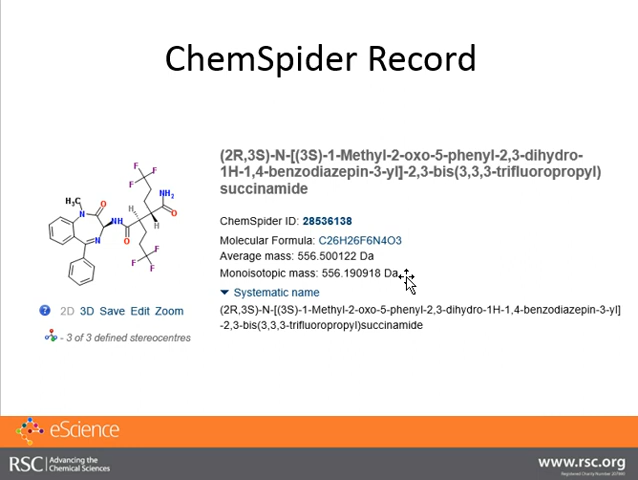 ChemSpider Record
(2R,3S)-N-[(3S)-1-Methyl-2-oxo-5-phenyl-2,3-dihydro-
1H-1,4-benzodiazepin-3-yl]-2,3-bis(3,3,3-trifluoropropyl)
succinamide
ChemSpider ID: 28536138
Molecular Formula: C26H26F6N4O3
Average mass: 556.500122 Da
Monoisotopic mass: 556.190918 Da
Systematic name
(2R,3S)-N-[(3S)-1-Methyl-2-oxo-5-phenyl-2,3-dihydro-1H-1,4-benzodiazepin-3-yl]
-2,3-bis(3,3,3-trifluoropropyl)succinamide
F
F
F
NH2
H3C
O
N
H
O
NH
N
O
H
F
F
F
? 2D 3D Save Edit Zoom
- 3 of 3 defined stereocentres
eScience
RSC | Advancing the
Chemical Sciences
www.rsc.org